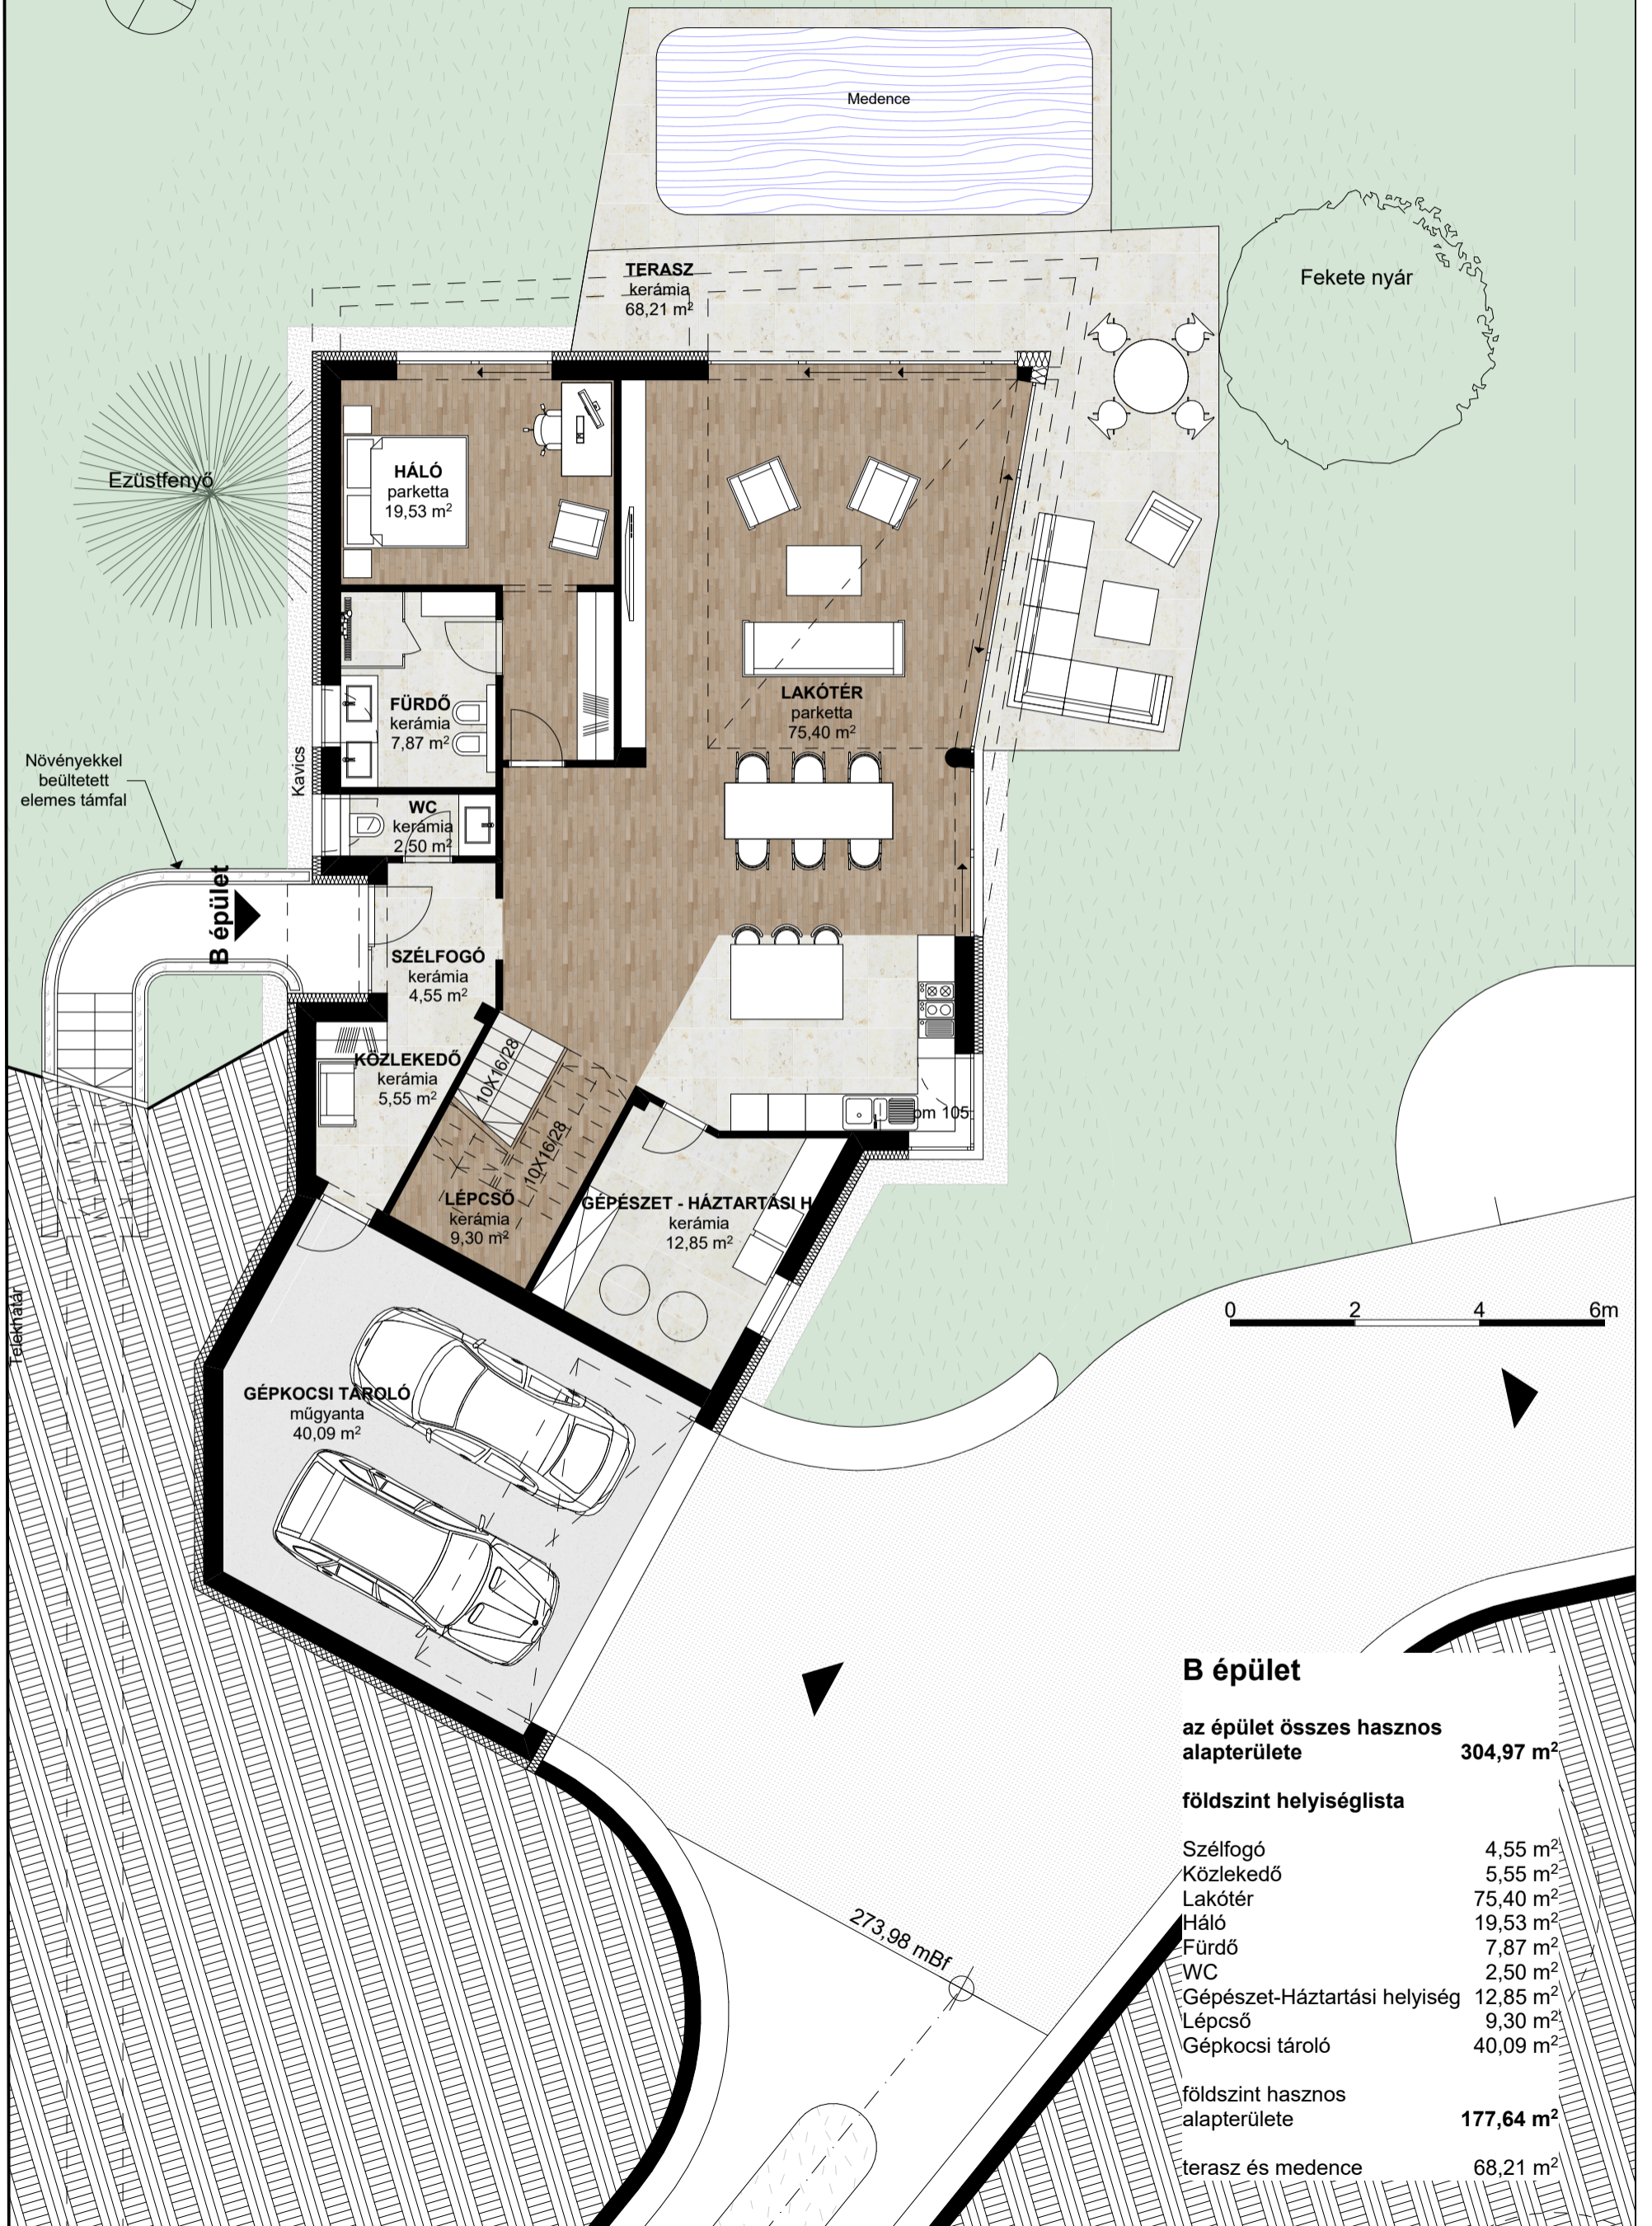 Medence
TERASZ
kerámia
68,21 m²
Fekete nyár
Ezüstfenyő
HÁLÓ
parketta
19,53 m²
FÜRDŐ
kerámia
7,87 m²
LAKÓTÉR
parketta
75,40 m²
Kavics
Növényekkel
beültetett
elemes támfal
WC
kerámia
2,50 m²
B épület
SZÉLFOGÓ
kerámia
4,55 m²
KÖZLEKEDŐ
kerámia
5,55 m²
10X16/28
10X16/28
pm 105
LÉPCSŐ
kerámia
9,30 m²
GÉPÉSZET - HÁZTARTÁSI H
kerámia
12,85 m²
Telekhatár
0 2 4 6m
GÉPKOCSI TÁROLÓ
műgyanta
40,09 m²
273,98 mBf
B épület
az épület összes hasznos
alapterülete 304,97 m²
földszint helyiséglista
Szélfogó 4,55 m²
Közlekedő 5,55 m²
Lakótér 75,40 m²
Háló 19,53 m²
Fürdő 7,87 m²
WC 2,50 m²
Gépészet-Háztartási helyiség 12,85 m²
Lépcső 9,30 m²
Gépkocsi tároló 40,09 m²
földszint hasznos
alapterülete 177,64 m²
terasz és medence 68,21 m²